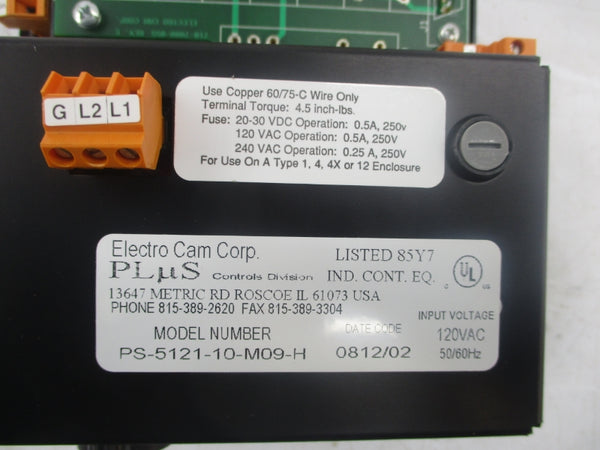 ELECTRO CAM CORP.
G L2 L1
Use Copper 60/75-C Wire Only
Terminal Torque: 4.5 inch-lbs.
Fuse: 20-30 VDC Operation: 0.5A, 250v
120 VAC Operation: 0.5A, 250V
240 VAC Operation: 0.25 A, 250V
For Use On A Type 1, 4, 4X or 12 Enclosure
Electro Cam Corp.
PLµS Controls Division
LISTED 85Y7
IND. CONT. EQ.
UL
13647 METRIC RD ROSCOE IL 61073 USA
PHONE 815-389-2620 FAX 815-389-3304
MODEL NUMBER
PS-5121-10-M09-H
DATE CODE
0812/02
INPUT VOLTAGE
120VAC
50/60Hz